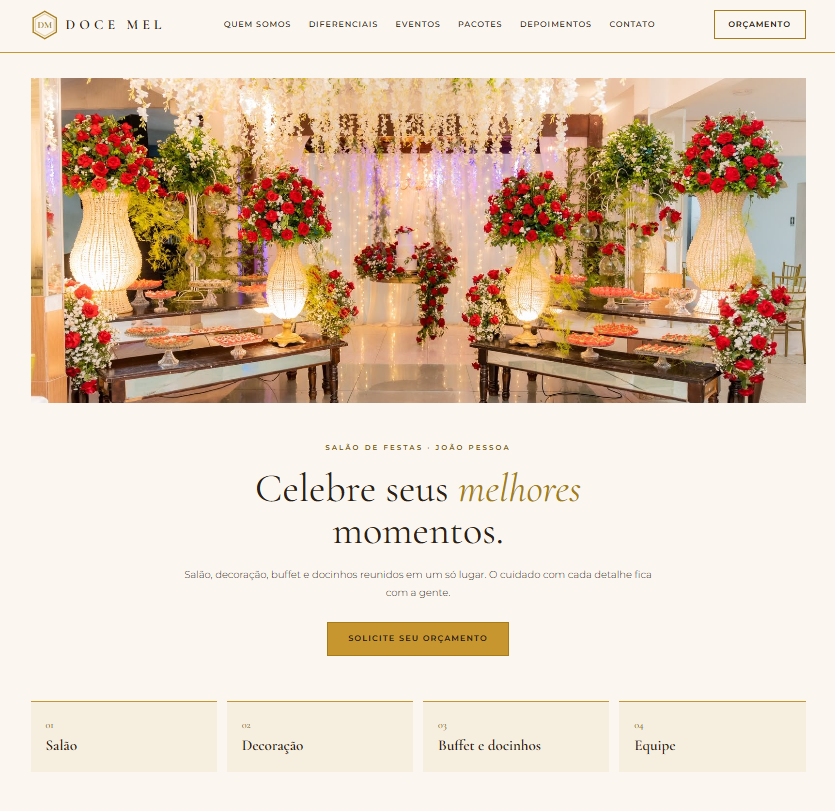 DM DOCE MEL
QUEM SOMOS DIFERENCIAIS EVENTOS PACOTES DEPOIMENTOS CONTATO
ORÇAMENTO
SALÃO DE FESTAS · JOÃO PESSOA
Celebre seus melhores
momentos.
Salão, decoração, buffet e docinhos reunidos em um só lugar. O cuidado com cada detalhe fica
com a gente.
SOLICITE SEU ORÇAMENTO
01
Salão
02
Decoração
03
Buffet e docinhos
04
Equipe